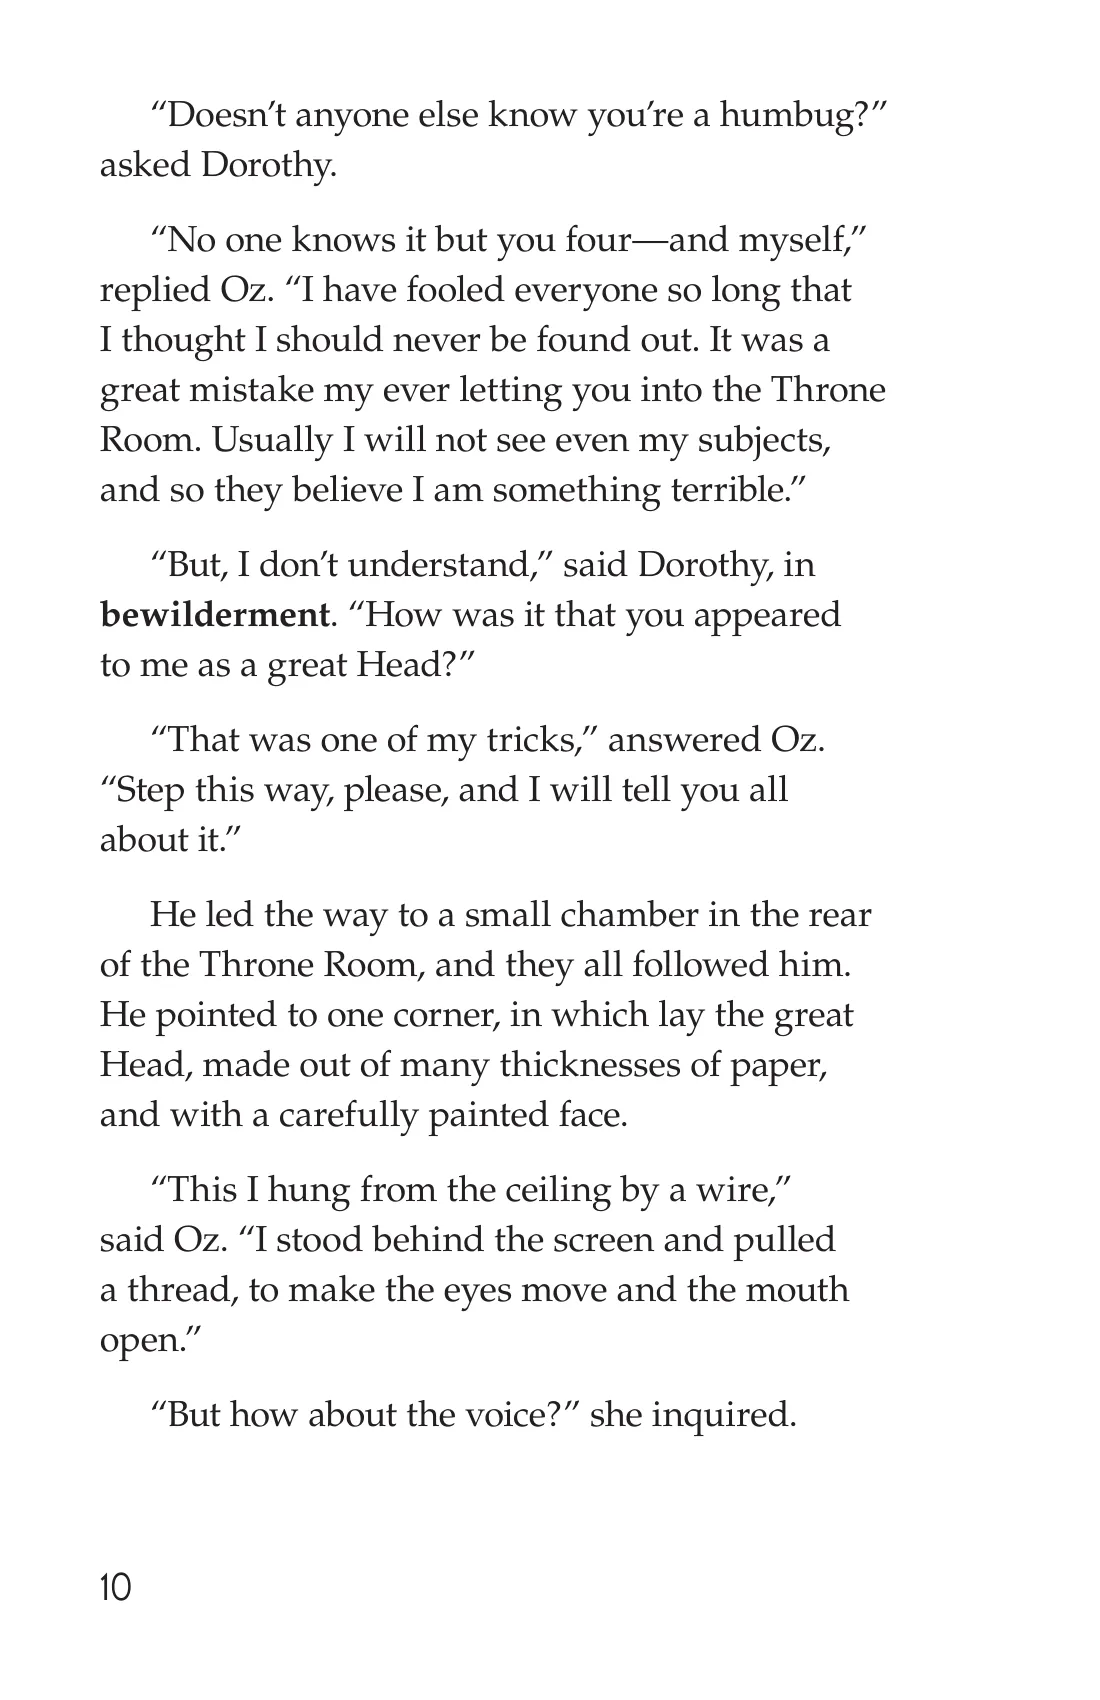 “Doesn’t anyone else know you’re a humbug?”
asked Dorothy.
“No one knows it but you four—and myself,”
replied Oz. “I have fooled everyone so long that
I thought I should never be found out. It was a
great mistake my ever letting you into the Throne
Room. Usually I will not see even my subjects,
and so they believe I am something terrible.”
“But, I don’t understand,” said Dorothy, in
bewilderment. “How was it that you appeared
to me as a great Head?”
“That was one of my tricks,” answered Oz.
“Step this way, please, and I will tell you all
about it.”
He led the way to a small chamber in the rear
of the Throne Room, and they all followed him.
He pointed to one corner, in which lay the great
Head, made out of many thicknesses of paper,
and with a carefully painted face.
“This I hung from the ceiling by a wire,”
said Oz. “I stood behind the screen and pulled
a thread, to make the eyes move and the mouth
open.”
“But how about the voice?” she inquired.
10